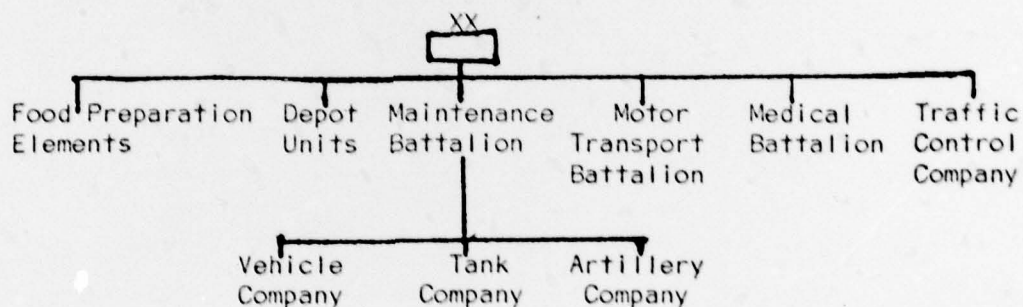 XX
Food Preparation Elements
Depot Units
Maintenance Battalion
Motor Transport Battalion
Medical Battalion
Traffic Control Company
Vehicle Company
Tank Company
Artillery Company